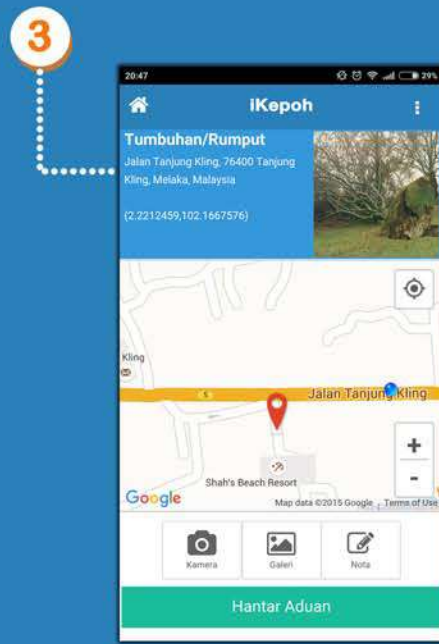 3
20:47
29%
iKepoh
Tumbuhan/Rumput
Jalan Tanjung Kling, 76400 Tanjung
Kling, Melaka, Malaysia
(2.2212459,102.1667576)
Kling
5
Jalan Tanjung Kling
+
-
Shah's Beach Resort
Google
Map data ©2015 Google
Terms of Use
Kamera
Galeri
Nota
Hantar Aduan